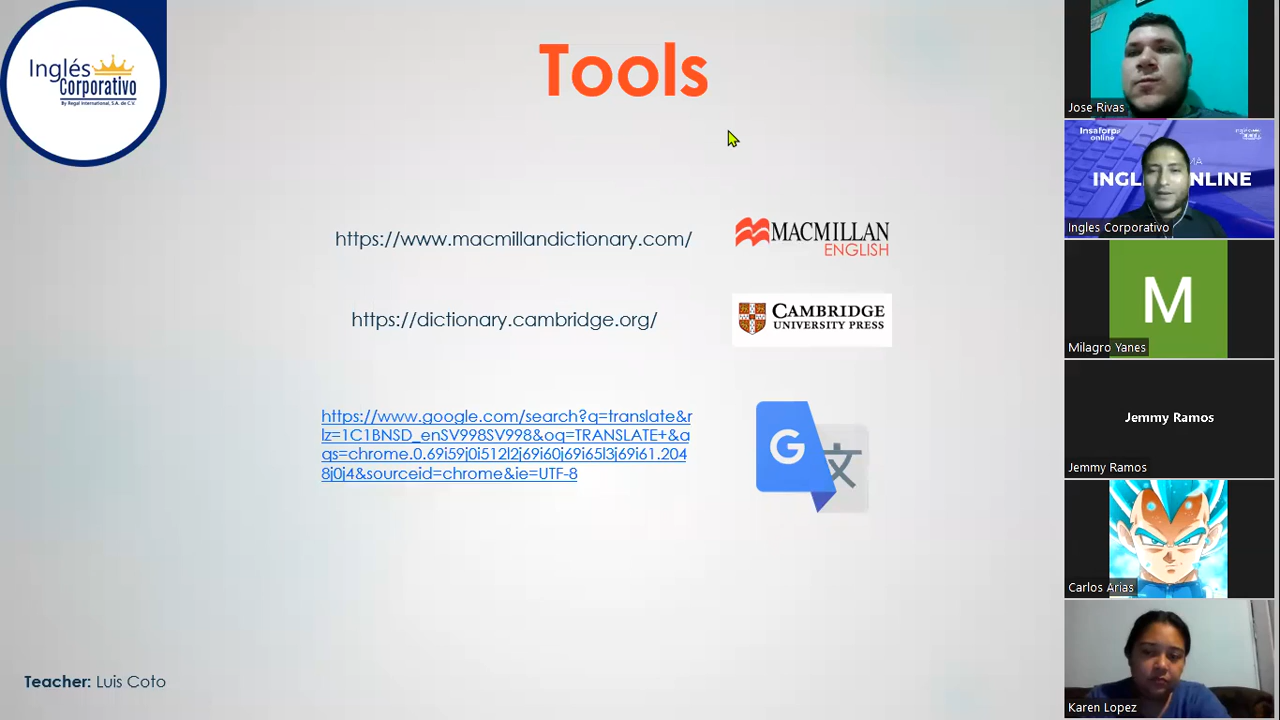 Inglés
Corporativo
By Regal International, S.A. de C.V.
Tools
https://www.macmillandictionary.com/
MACMILLAN
ENGLISH
https://dictionary.cambridge.org/
CAMBRIDGE
UNIVERSITY PRESS
https://www.google.com/search?q=translate&r
lz=1C1BNSD_enSV998SV998&oq=TRANSLATE+&a
qs=chrome.0.69i59j0i512l2j69i60j69i65l3j69i61.204
8j0j4&sourceid=chrome&ie=UTF-8
G
文
Teacher: Luis Coto
Jose Rivas
Insaforp
online
INGL NLINE
Ingles Corporativo
M
Milagro Yanes
Jemmy Ramos
Jemmy Ramos
Carlos Arias
Karen Lopez